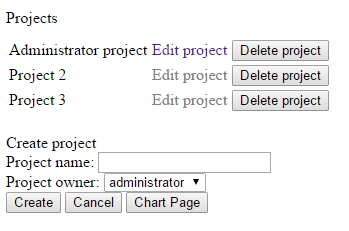 Projects
Administrator project Edit project Delete project
Project 2 Edit project Delete project
Project 3 Edit project Delete project
Create project
Project name:
Project owner: administrator
Create Cancel Chart Page